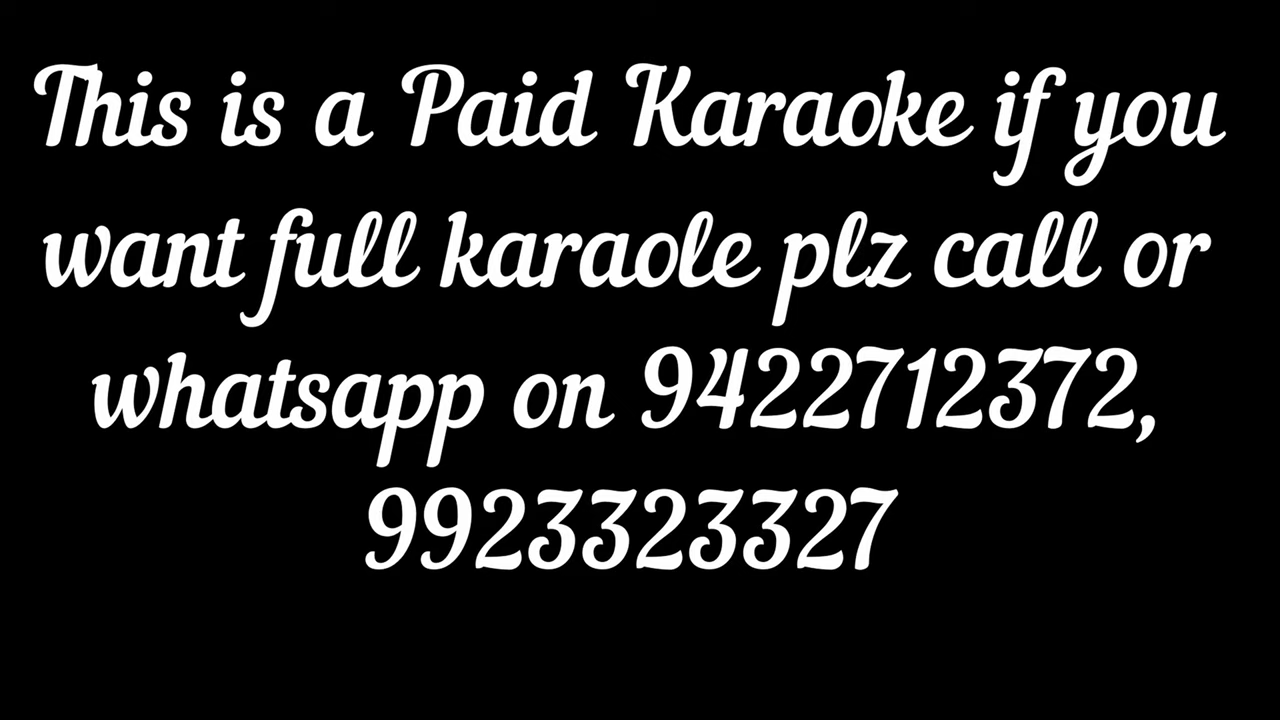 This is a Paid Karaoke if you
want full karaole plz call or
whatsapp on 9422712372,
9923323327